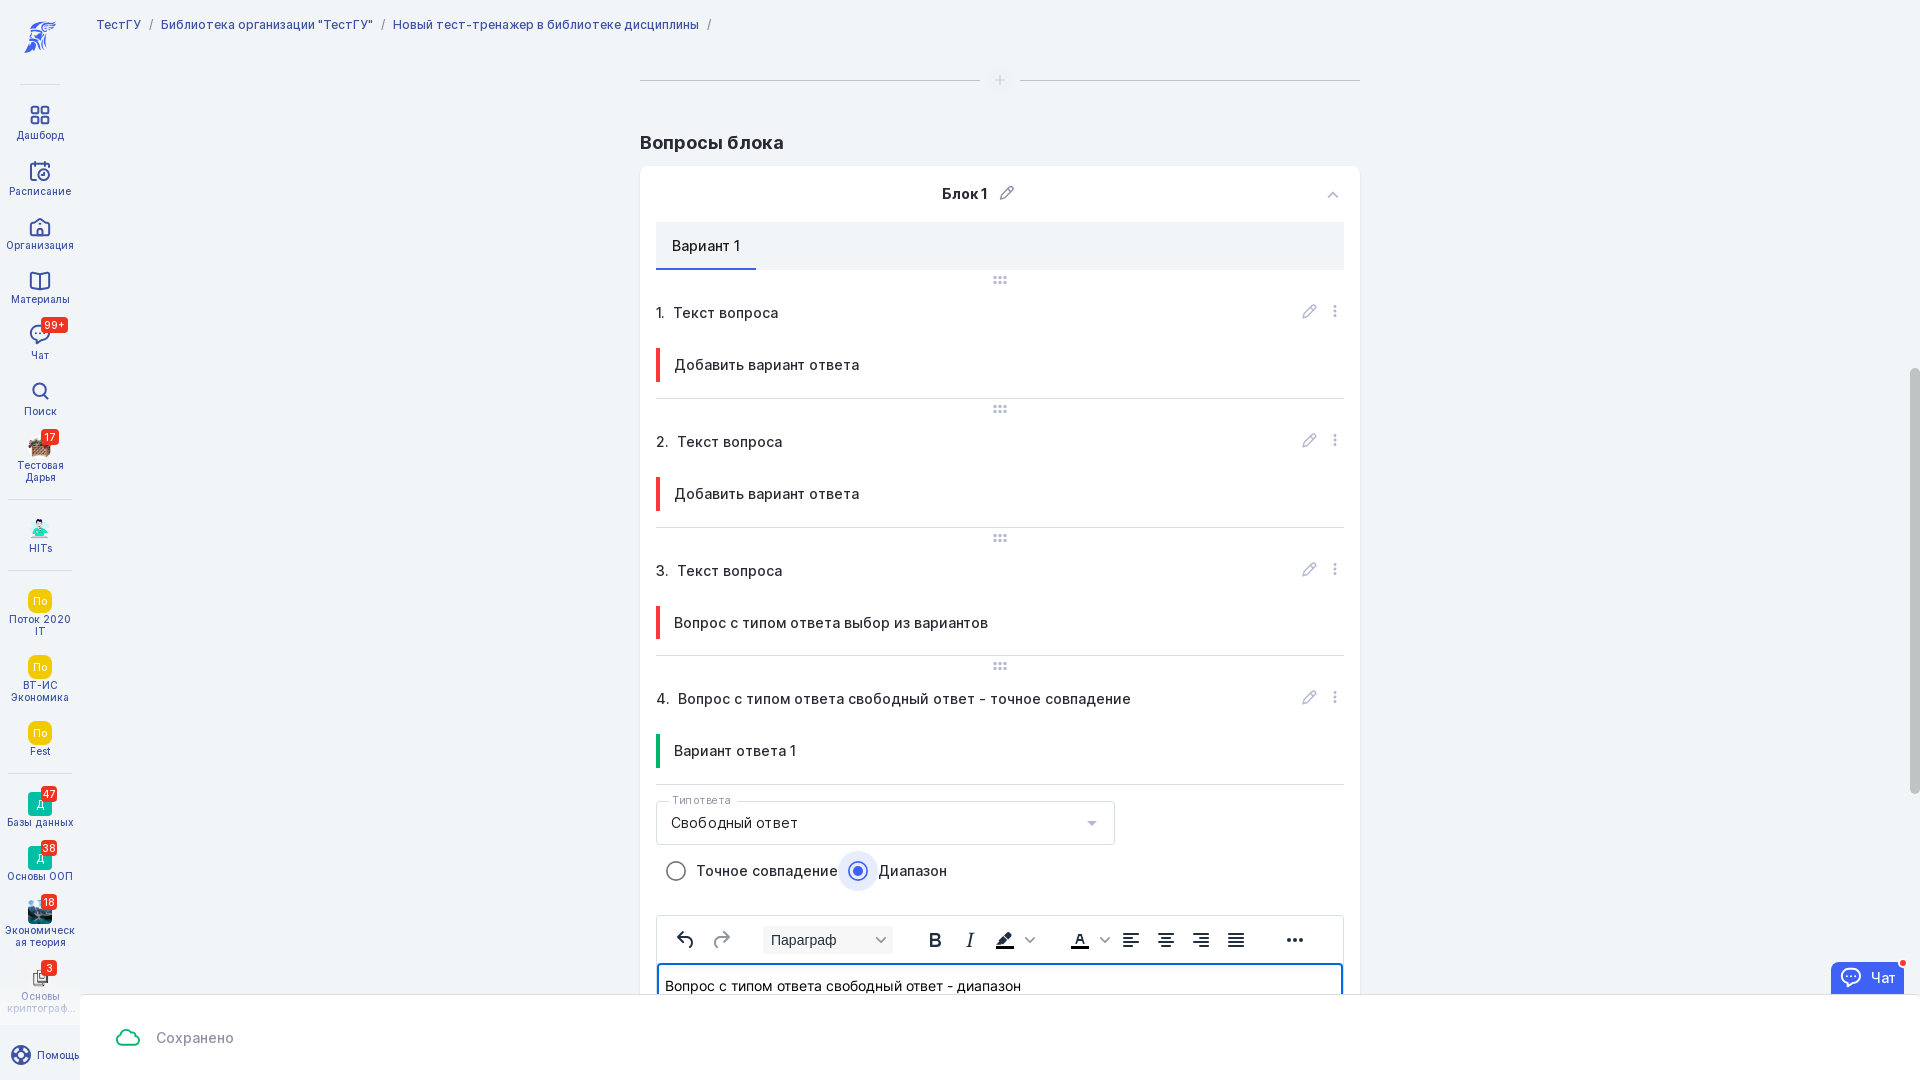 ТестГУ / Библиотека организации "ТестГУ" / Новый тест-тренажер в библиотеке дисциплины /
Дашборд
Расписание
Организация
Материалы
99+
Чат
Поиск
17
Тестовая
Дарья
HITs
По
Поток 2020
IT
По
ВТ-ИС
Экономика
По
Fest
47
Д
Базы данных
38
Д
Основы ООП
18
Экономическ
ая теория
3
Основы
криптограф...
Помощь
Вопросы блока
Блок 1
Вариант 1
1. Текст вопроса
Добавить вариант ответа
2. Текст вопроса
Добавить вариант ответа
3. Текст вопроса
Вопрос с типом ответа выбор из вариантов
4. Вопрос с типом ответа свободный ответ - точное совпадение
Вариант ответа 1
Тип ответа
Свободный ответ
Точное совпадение Диапазон
Параграф
Вопрос с типом ответа свободный ответ - диапазон
Чат
Сохранено